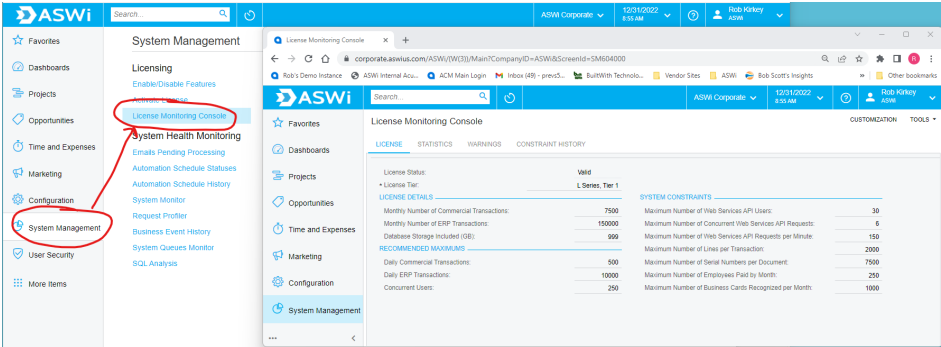 ASWi
Search...
ASWi Corporate
12/31/2022
8:55 AM
Rob Kirkey
ASWi
Favorites
Dashboards
Projects
Opportunities
Time and Expenses
Marketing
Configuration
System Management
User Security
More Items
System Management
Licensing
Enable/Disable Features
Activate License
License Monitoring Console
System Health Monitoring
Emails Pending Processing
Automation Schedule Statuses
Automation Schedule History
System Monitor
Request Profiler
Business Event History
System Queues Monitor
SQL Analysis
License Monitoring Console
corporate.aswius.com/ASWi/(W(3))/Main?CompanyID=ASWi&ScreenId=SM604000
Rob's Demo Instance
ASWi Internal Acu...
ACM Main Login
Inbox (49) - prev5...
BuiltWith Technolo...
Vendor Sites
ASWi
Bob Scott's Insights
Other bookmarks
ASWi
Search...
ASWi Corporate
12/31/2022
8:55 AM
Rob Kirkey
ASWi
Favorites
Dashboards
Projects
Opportunities
Time and Expenses
Marketing
Configuration
System Management
License Monitoring Console
CUSTOMIZATION TOOLS
LICENSE STATISTICS WARNINGS CONSTRAINT HISTORY
License Status: Valid
* License Tier: L Series, Tier 1
LICENSE DETAILS
Monthly Number of Commercial Transactions: 7500
Monthly Number of ERP Transactions: 150000
Database Storage Included (GB): 999
RECOMMENDED MAXIMUMS
Daily Commercial Transactions: 500
Daily ERP Transactions: 10000
Concurrent Users: 250
SYSTEM CONSTRAINTS
Maximum Number of Web Services API Users: 30
Maximum Number of Concurrent Web Services API Requests: 6
Maximum Number of Web Services API Requests per Minute: 150
Maximum Number of Lines per Transaction: 2000
Maximum Number of Serial Numbers per Document: 7500
Maximum Number of Employees Paid by Month: 250
Maximum Number of Business Cards Recognized per Month: 1000